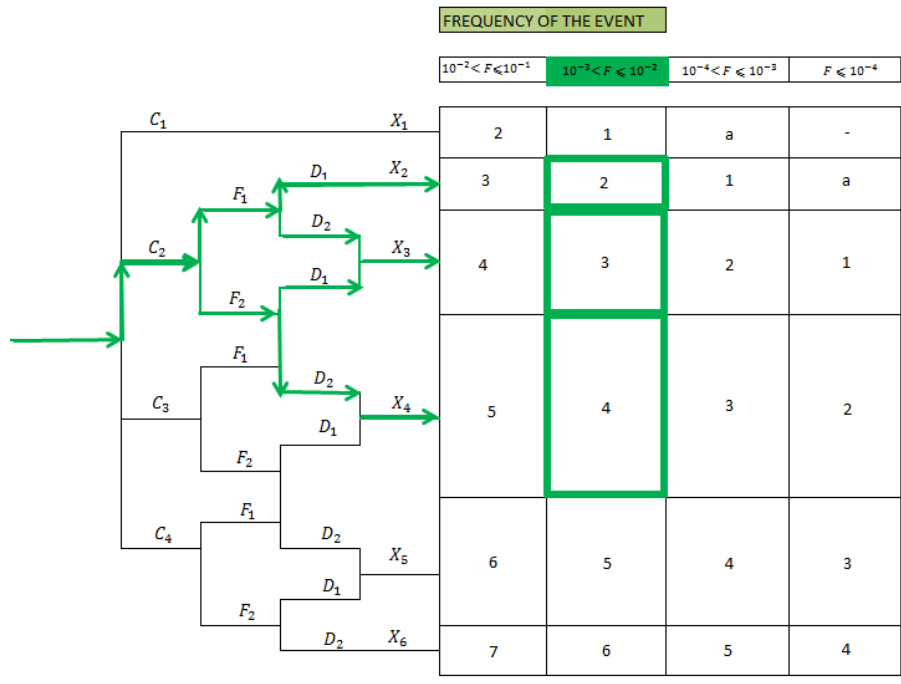 FREQUENCY OF THE EVENT
10⁻² < F ⩽ 10⁻¹ 10⁻³ < F ⩽ 10⁻² 10⁻⁴ < F ⩽ 10⁻³ F ⩽ 10⁻⁴
C₁ X₁ 2 1 a -
D₁ X₂ 3 2 1 a
F₁
D₂
C₂ X₃ 4 3 2 1
D₁
F₂
F₁
D₂
C₃ X₄ 5 4 3 2
D₁
F₂
F₁
C₄ D₂
X₅ 6 5 4 3
D₁
F₂
D₂ X₆ 7 6 5 4